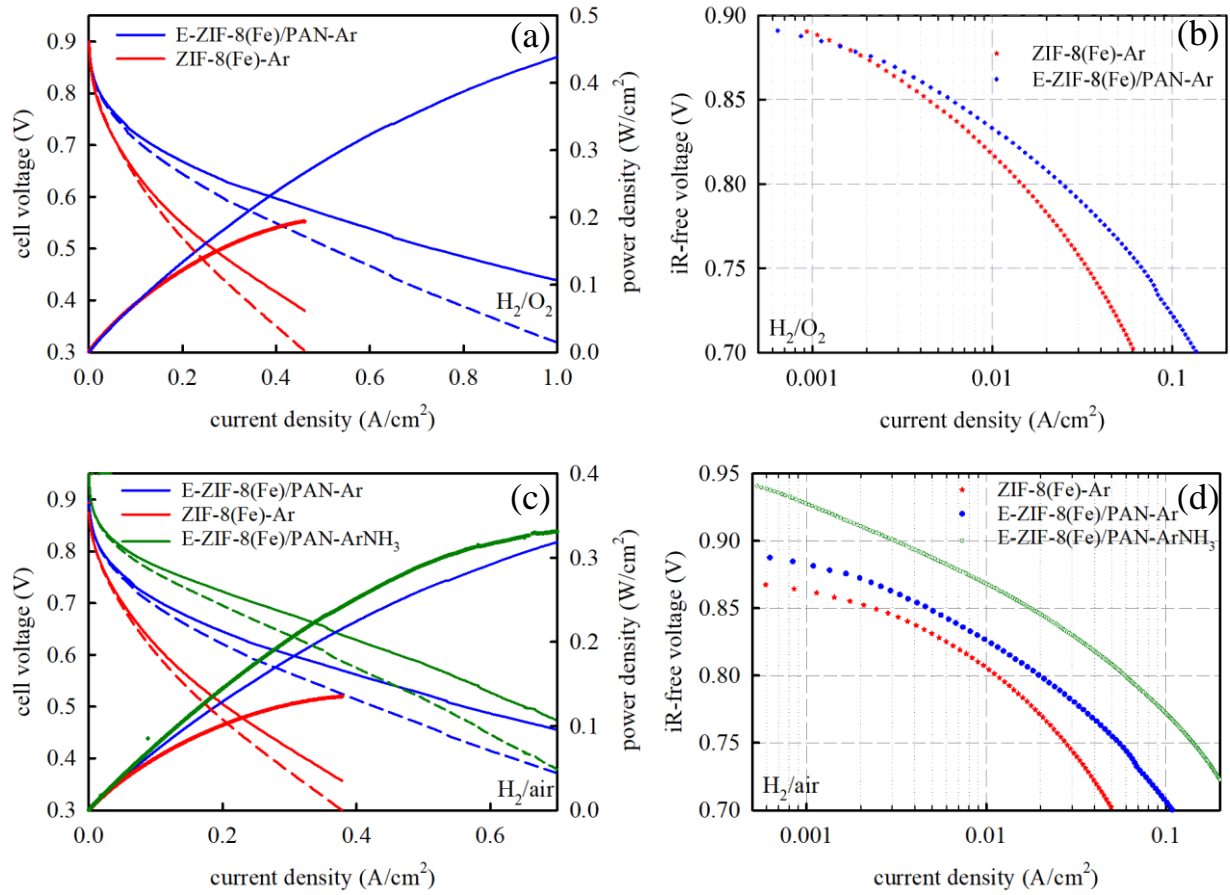 (a)
E-ZIF-8(Fe)/PAN-Ar
ZIF-8(Fe)-Ar
cell voltage (V)
0.9
0.8
0.7
0.6
0.5
0.4
0.3
0.0
0.2
0.4
0.6
0.8
1.0
current density (A/cm²)
0.5
0.4
0.3
0.2
0.1
0.0
power density (W/cm²)
H₂/O₂
(b)
ZIF-8(Fe)-Ar
E-ZIF-8(Fe)/PAN-Ar
iR-free voltage (V)
0.90
0.85
0.80
0.75
0.70
H₂/O₂
0.001
0.01
0.1
current density (A/cm²)
(c)
E-ZIF-8(Fe)/PAN-Ar
ZIF-8(Fe)-Ar
E-ZIF-8(Fe)/PAN-ArNH₃
cell voltage (V)
0.9
0.8
0.7
0.6
0.5
0.4
0.3
0.0
0.2
0.4
0.6
current density (A/cm²)
0.4
0.3
0.2
0.1
0.0
power density (W/cm²)
H₂/air
(d)
ZIF-8(Fe)-Ar
E-ZIF-8(Fe)/PAN-Ar
E-ZIF-8(Fe)/PAN-ArNH₃
iR-free voltage (V)
0.95
0.90
0.85
0.80
0.75
0.70
H₂/air
0.001
0.01
0.1
current density (A/cm²)